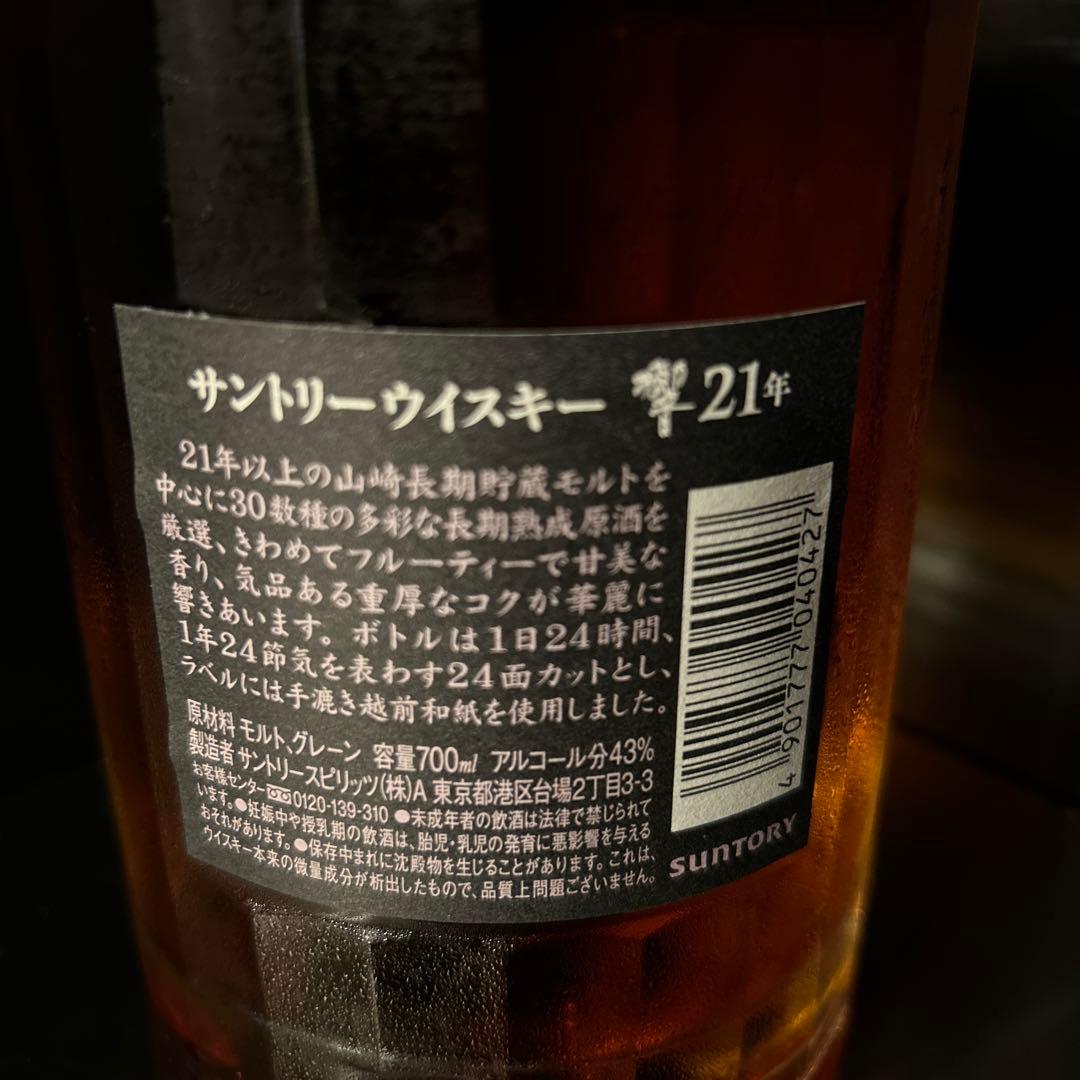 サントリーウイスキー 響 21年
21年以上の山崎長期貯蔵モルトを
中心に30数種の多彩な長期熟成原酒を
厳選、きわめてフルーティーで甘美な
香り、気品ある重厚なコクが華麗に
響きあいます。ボトルは1日24時間、
1年24節気を表わす24面カットとし、
ラベルには手漉き越前和紙を使用しました。
原材料 モルト、グレーン 容量700ml アルコール分43%
製造者 サントリースピリッツ(株)A 東京都港区台場2丁目3-3
お客様センター 0120-139-310 ●未成年者の飲酒は法律で禁じられて
います。●妊娠中や授乳期の飲酒は、胎児・乳児の発育に悪影響を与える
おそれがあります。●保存中まれに沈殿物を生じることがあります。これは、
ウイスキー本来の微量成分が析出したもので、品質上問題ございません。
4 901777 040427
SUNTORY